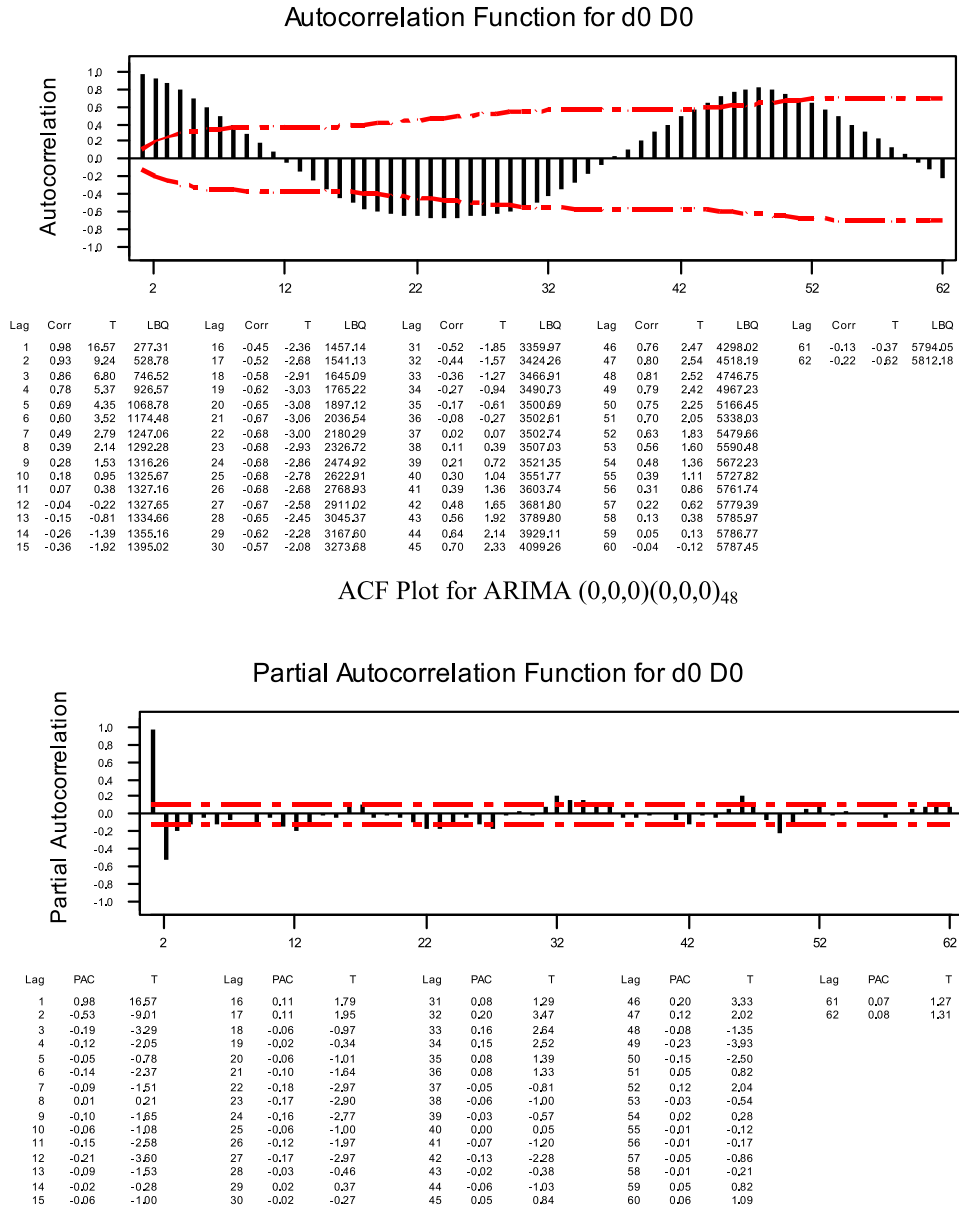 Autocorrelation Function for d0 D0
Autocorrelation
1.0
0.8
0.6
0.4
0.2
0.0
-0.2
-0.4
-0.6
-0.8
-1.0
2 12 22 32 42 52 62
Lag Corr T LBQ Lag Corr T LBQ Lag Corr T LBQ Lag Corr T LBQ Lag Corr T LBQ
1 0.98 16.57 277.31 16 -0.45 -2.36 1457.14 31 -0.52 -1.85 3359.97 46 0.76 2.47 4298.02 61 -0.13 -0.37 5794.05
2 0.93 9.24 528.78 17 -0.52 -2.68 1541.13 32 -0.44 -1.57 3424.26 47 0.80 2.54 4518.19 62 -0.22 -0.62 5812.18
3 0.86 6.80 746.52 18 -0.58 -2.91 1645.09 33 -0.36 -1.27 3466.91 48 0.81 2.52 4746.75
4 0.78 5.37 926.57 19 -0.62 -3.03 1765.22 34 -0.27 -0.94 3490.73 49 0.79 2.42 4967.23
5 0.69 4.35 1068.78 20 -0.65 -3.08 1897.12 35 -0.17 -0.61 3500.69 50 0.75 2.25 5166.45
6 0.60 3.52 1174.48 21 -0.67 -3.06 2036.54 36 -0.08 -0.27 3502.61 51 0.70 2.05 5338.03
7 0.49 2.79 1247.06 22 -0.68 -3.00 2180.29 37 0.02 0.07 3502.74 52 0.63 1.83 5479.66
8 0.39 2.14 1292.28 23 -0.68 -2.93 2326.72 38 0.11 0.39 3507.03 53 0.56 1.60 5590.48
9 0.28 1.53 1316.26 24 -0.68 -2.86 2474.92 39 0.21 0.72 3521.35 54 0.48 1.36 5672.23
10 0.18 0.95 1325.67 25 -0.68 -2.78 2622.91 40 0.30 1.04 3551.77 55 0.39 1.11 5727.82
11 0.07 0.38 1327.16 26 -0.68 -2.68 2768.93 41 0.39 1.36 3603.74 56 0.31 0.86 5761.74
12 -0.04 -0.22 1327.65 27 -0.67 -2.58 2911.02 42 0.48 1.65 3681.80 57 0.22 0.62 5779.39
13 -0.15 -0.81 1334.66 28 -0.65 -2.45 3045.37 43 0.56 1.92 3789.80 58 0.13 0.38 5785.97
14 -0.26 -1.39 1355.16 29 -0.62 -2.28 3167.60 44 0.64 2.14 3929.11 59 0.05 0.13 5786.77
15 -0.36 -1.92 1395.02 30 -0.57 -2.08 3273.68 45 0.70 2.33 4099.26 60 -0.04 -0.12 5787.45
ACF Plot for ARIMA (0,0,0)(0,0,0)48
Partial Autocorrelation Function for d0 D0
Partial Autocorrelation
1.0
0.8
0.6
0.4
0.2
0.0
-0.2
-0.4
-0.6
-0.8
-1.0
2 12 22 32 42 52 62
Lag PAC T Lag PAC T Lag PAC T Lag PAC T Lag PAC T
1 0.98 16.57 16 0.11 1.79 31 0.08 1.29 46 0.20 3.33 61 0.07 1.27
2 -0.53 -9.01 17 0.11 1.95 32 0.20 3.47 47 0.12 2.02 62 0.08 1.31
3 -0.19 -3.29 18 -0.06 -0.97 33 0.16 2.64 48 -0.08 -1.35
4 -0.12 -2.05 19 -0.02 -0.34 34 0.15 2.52 49 -0.23 -3.93
5 -0.05 -0.78 20 -0.06 -1.01 35 0.08 1.39 50 -0.15 -2.50
6 -0.14 -2.37 21 -0.10 -1.64 36 0.08 1.33 51 0.05 0.82
7 -0.09 -1.51 22 -0.18 -2.97 37 -0.05 -0.81 52 0.12 2.04
8 0.01 0.21 23 -0.17 -2.90 38 -0.06 -1.00 53 -0.03 -0.54
9 -0.10 -1.65 24 -0.16 -2.77 39 -0.03 -0.57 54 0.02 0.28
10 -0.06 -1.08 25 -0.06 -1.00 40 0.00 0.05 55 -0.01 -0.12
11 -0.15 -2.58 26 -0.12 -1.97 41 -0.07 -1.20 56 -0.01 -0.17
12 -0.21 -3.60 27 -0.17 -2.97 42 -0.13 -2.28 57 -0.05 -0.86
13 -0.09 -1.53 28 -0.03 -0.46 43 -0.02 -0.38 58 -0.01 -0.21
14 -0.02 -0.28 29 0.02 0.37 44 -0.06 -1.03 59 0.05 0.82
15 -0.06 -1.00 30 -0.02 -0.27 45 0.05 0.84 60 0.06 1.09